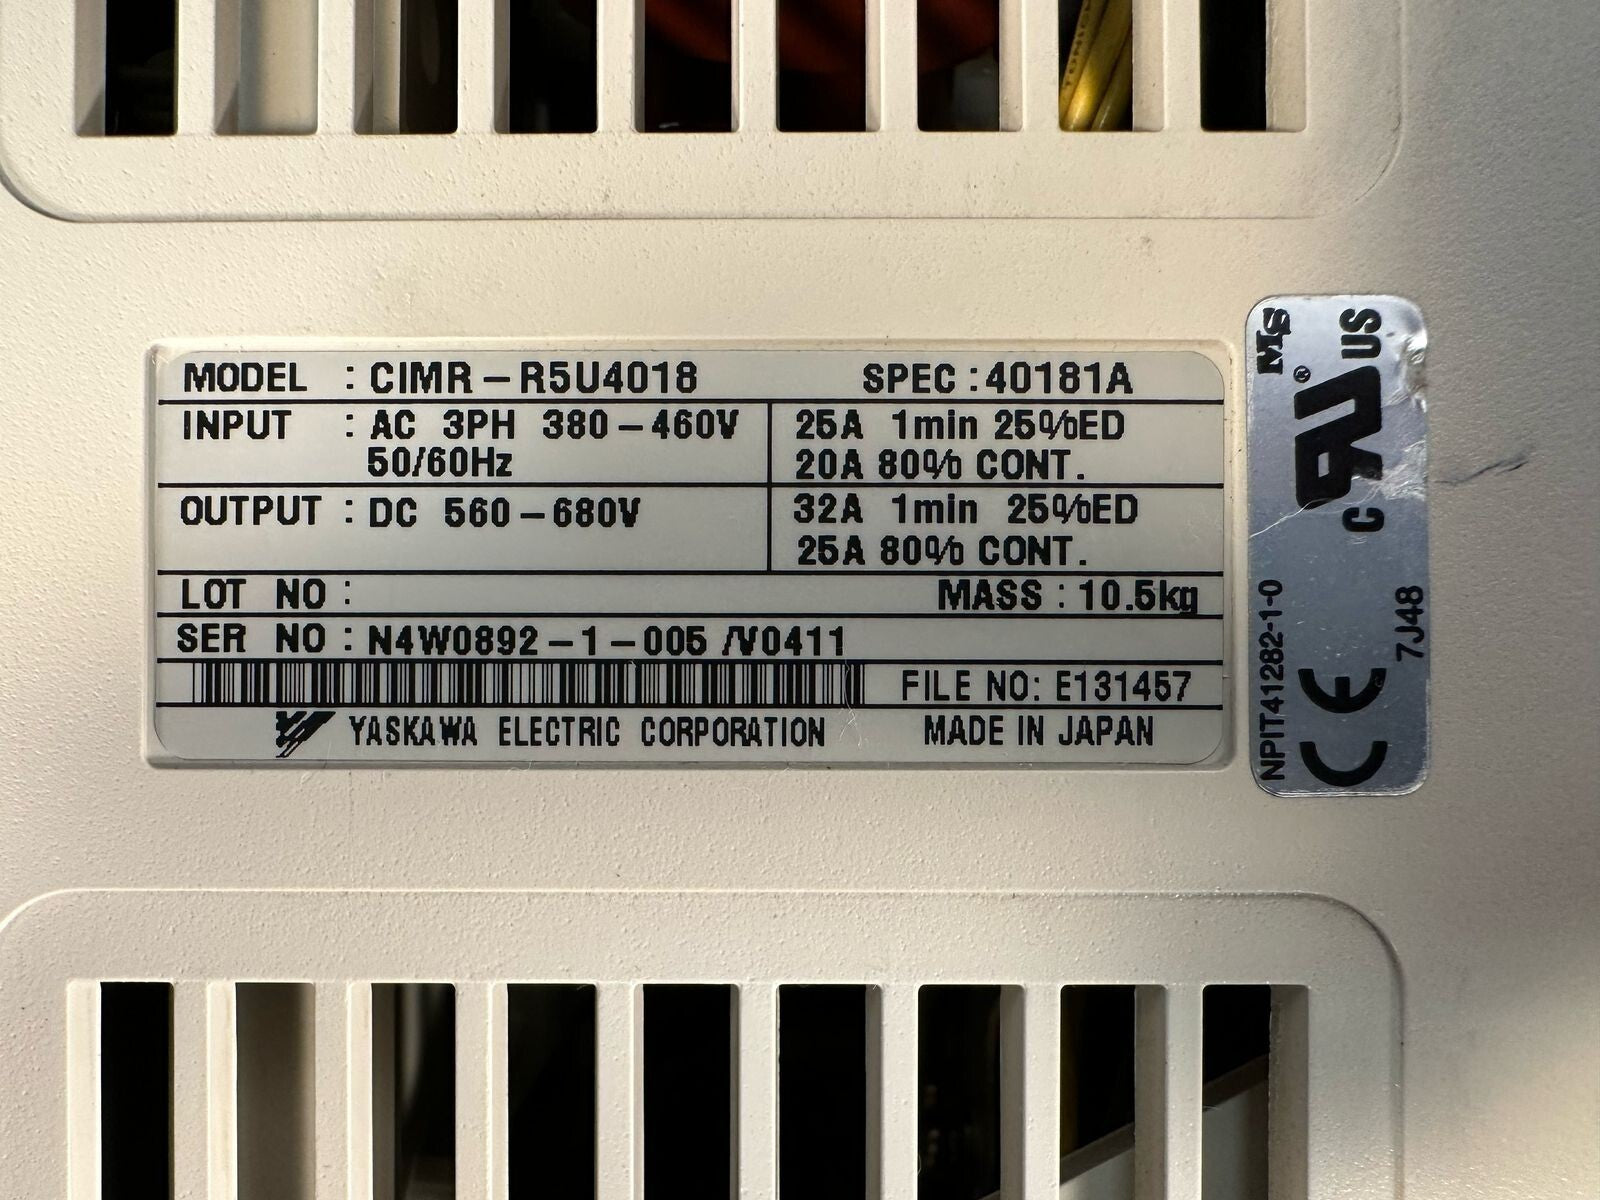 MODEL : CIMR-R5U4018 SPEC : 40181A
INPUT : AC 3PH 380-460V 25A 1min 25%ED
50/60Hz 20A 80% CONT.
OUTPUT : DC 560-680V 32A 1min 25%ED
25A 80% CONT.
LOT NO : MASS : 10.5kg
SER NO : N4W0892-1-005 /V0411
FILE NO: E131457
YASKAWA ELECTRIC CORPORATION MADE IN JAPAN
MS
C RU® US
NPIT41282-1-0
CE
7J48